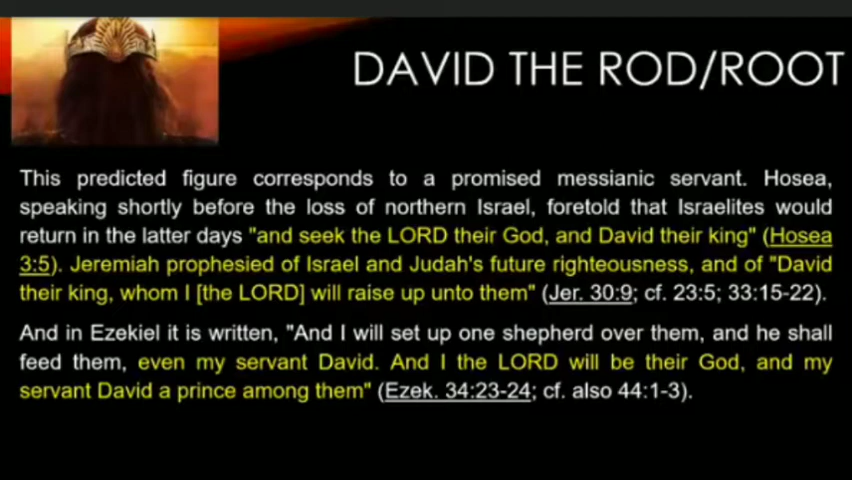 DAVID THE ROD/ROOT
This predicted figure corresponds to a promised messianic servant. Hosea,
speaking shortly before the loss of northern Israel, foretold that Israelites would
return in the latter days "and seek the LORD their God, and David their king" (Hosea
3:5). Jeremiah prophesied of Israel and Judah's future righteousness, and of "David
their king, whom I [the LORD] will raise up unto them" (Jer. 30:9; cf. 23:5; 33:15-22).
And in Ezekiel it is written, "And I will set up one shepherd over them, and he shall
feed them, even my servant David. And I the LORD will be their God, and my
servant David a prince among them" (Ezek. 34:23-24; cf. also 44:1-3).